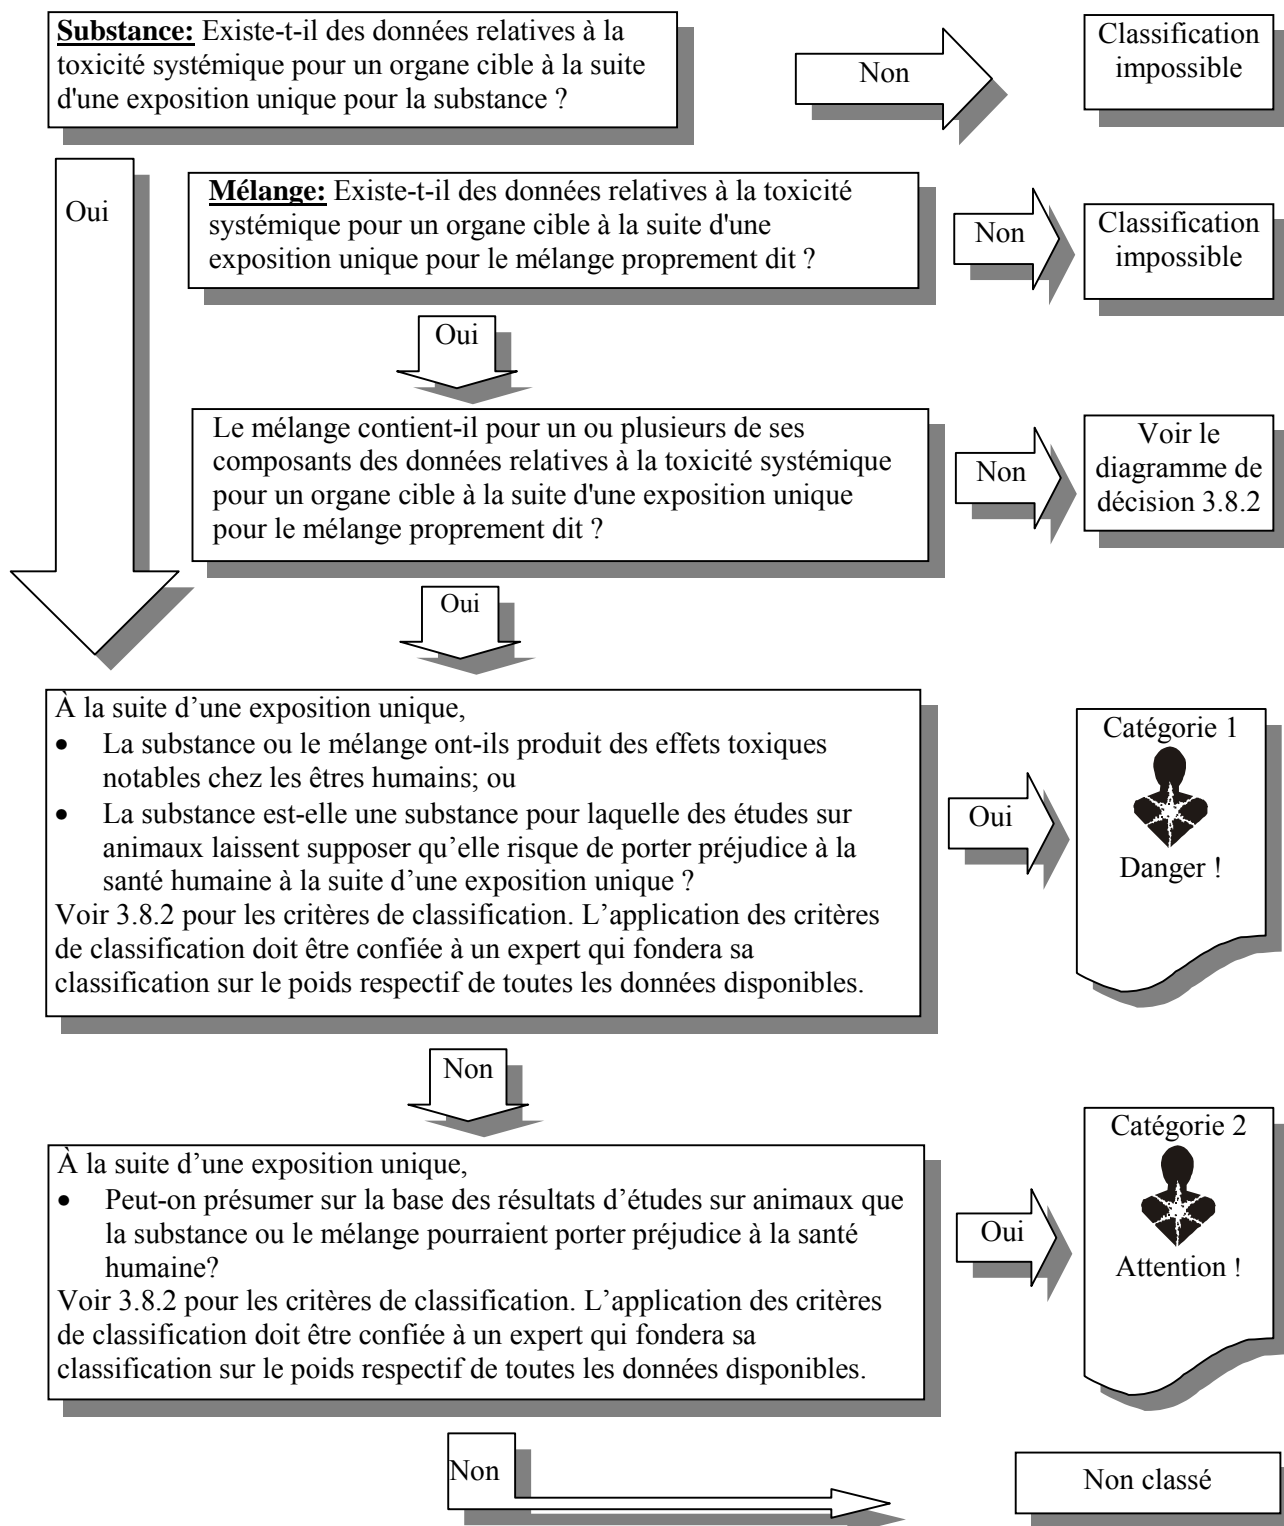 Substance: Existe-t-il des données relatives à la
toxicité systémique pour un organe cible à la suite
d'une exposition unique pour la substance ?
Non
Classification
impossible
Oui
Mélange: Existe-t-il des données relatives à la toxicité
systémique pour un organe cible à la suite d'une
exposition unique pour le mélange proprement dit ?
Non
Classification
impossible
Oui
Le mélange contient-il pour un ou plusieurs de ses
composants des données relatives à la toxicité systémique
pour un organe cible à la suite d'une exposition unique
pour le mélange proprement dit ?
Non
Voir le
diagramme de
décision 3.8.2
Oui
À la suite d’une exposition unique,
• La substance ou le mélange ont-ils produit des effets toxiques
notables chez les êtres humains; ou
• La substance est-elle une substance pour laquelle des études sur
animaux laissent supposer qu’elle risque de porter préjudice à la
santé humaine à la suite d’une exposition unique ?
Voir 3.8.2 pour les critères de classification. L’application des critères
de classification doit être confiée à un expert qui fondera sa
classification sur le poids respectif de toutes les données disponibles.
Oui
Catégorie 1
Danger !
Non
À la suite d’une exposition unique,
• Peut-on présumer sur la base des résultats d’études sur animaux que
la substance ou le mélange pourraient porter préjudice à la santé
humaine?
Voir 3.8.2 pour les critères de classification. L’application des critères
de classification doit être confiée à un expert qui fondera sa
classification sur le poids respectif de toutes les données disponibles.
Oui
Catégorie 2
Attention !
Non
Non classé